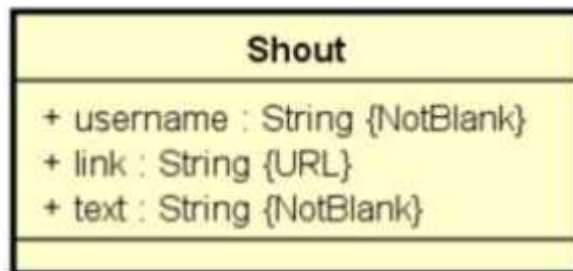 Shout
+ username : String {NotBlank}
+ link : String {URL}
+ text : String {NotBlank}